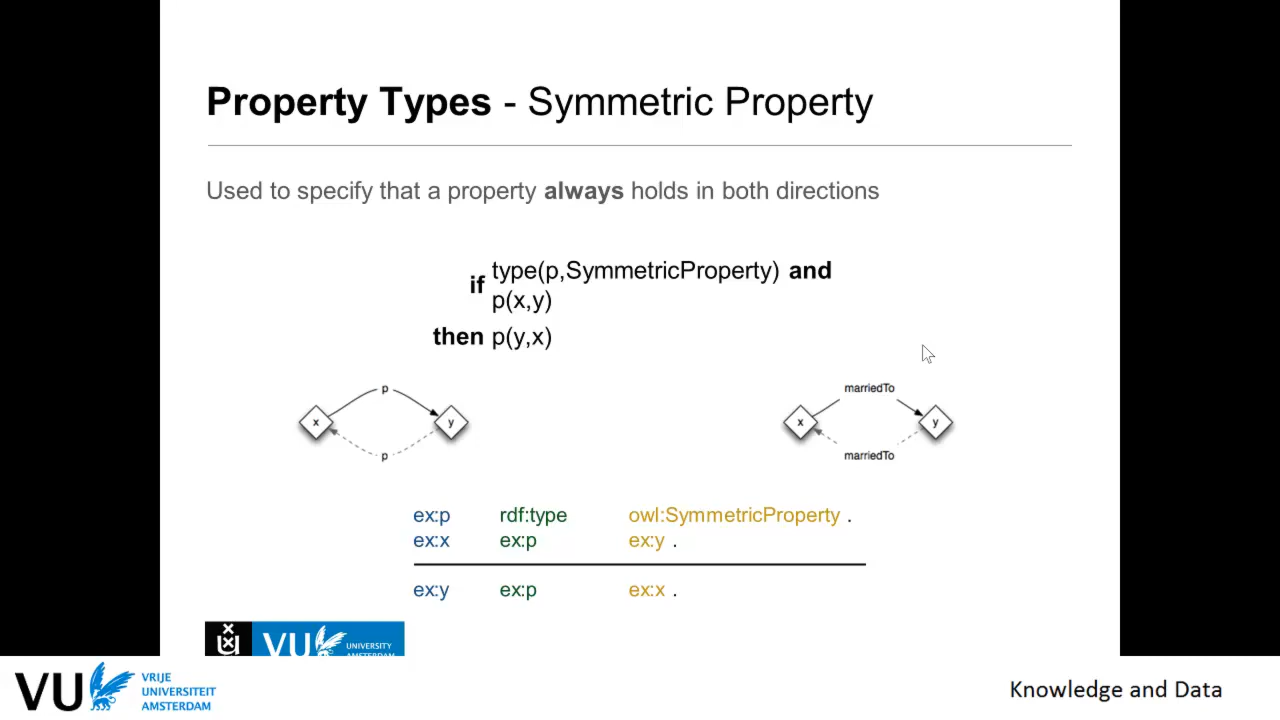 Property Types - Symmetric Property
Used to specify that a property always holds in both directions
if type(p,SymmetricProperty) and
p(x,y)
then p(y,x)
p
x y
p
marriedTo
x y
marriedTo
ex:p rdf:type owl:SymmetricProperty .
ex:x ex:p ex:y .
ex:y ex:p ex:x .
VU UNIVERSITY
AMSTERDAM
VU VRIJE
UNIVERSITEIT
AMSTERDAM
Knowledge and Data